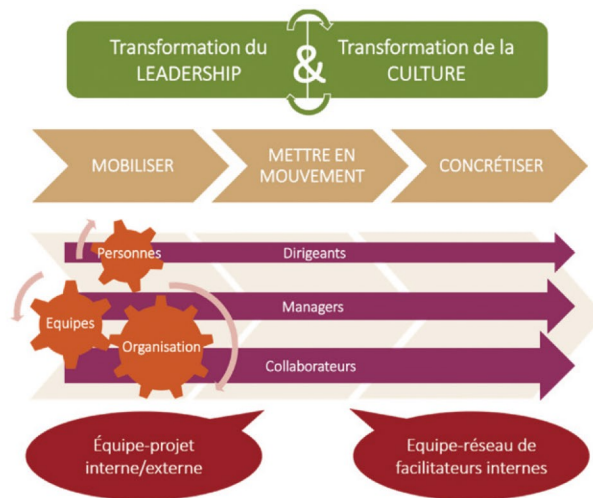 Transformation du
LEADERSHIP
&
Transformation de la
CULTURE
MOBILISER
METTRE EN
MOUVEMENT
CONCRÉTISER
Personnes
Dirigeants
Equipes
Managers
Organisation
Collaborateurs
Équipe-projet
interne/externe
Equipe-réseau de
facilitateurs internes